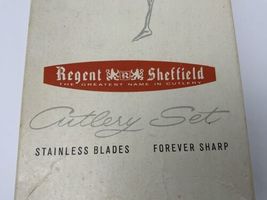 Regent Sheffield
THE GREATEST NAME IN CUTLERY
Cutlery Set
STAINLESS BLADES FOREVER SHARP